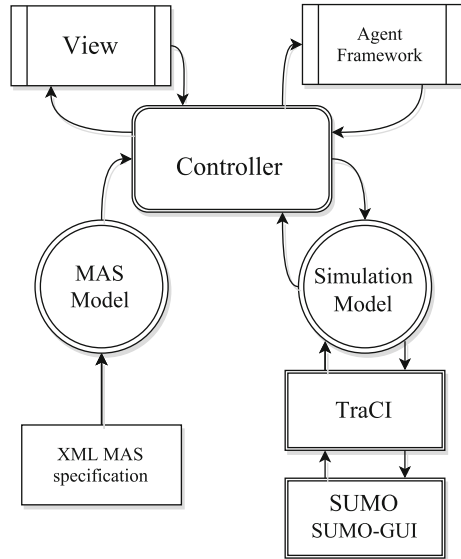 View
Agent
Framework
Controller
MAS
Model
Simulation
Model
TraCI
XML MAS
specification
SUMO
SUMO-GUI